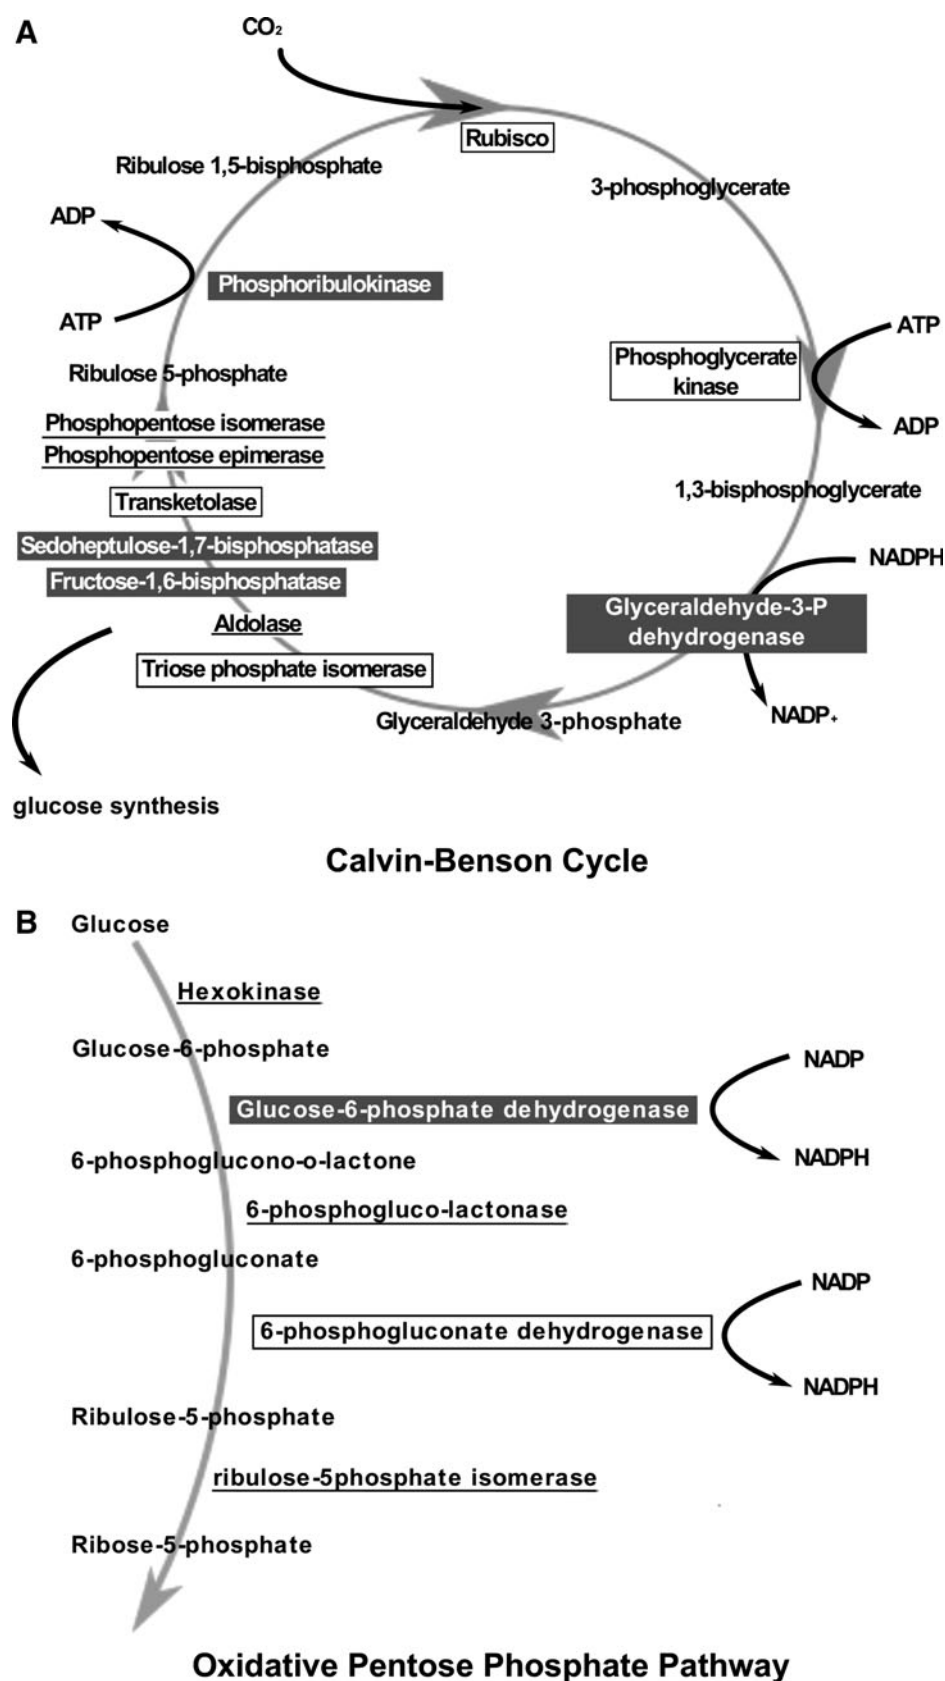 A
CO₂
Rubisco
Ribulose 1,5-bisphosphate
3-phosphoglycerate
ADP
Phosphoribulokinase
ATP
ATP
Phosphoglycerate
kinase
Ribulose 5-phosphate
ADP
Phosphopentose isomerase
Phosphopentose epimerase
1,3-bisphosphoglycerate
Transketolase
Sedoheptulose-1,7-bisphosphatase
NADPH
Fructose-1,6-bisphosphatase
Glyceraldehyde-3-P
dehydrogenase
Aldolase
Triose phosphate isomerase
Glyceraldehyde 3-phosphate
NADP+
glucose synthesis
Calvin-Benson Cycle
B
Glucose
Hexokinase
Glucose-6-phosphate
NADP
Glucose-6-phosphate dehydrogenase
6-phosphoglucono-o-lactone
NADPH
6-phosphogluco-lactonase
6-phosphogluconate
NADP
6-phosphogluconate dehydrogenase
NADPH
Ribulose-5-phosphate
ribulose-5phosphate isomerase
Ribose-5-phosphate
Oxidative Pentose Phosphate Pathway